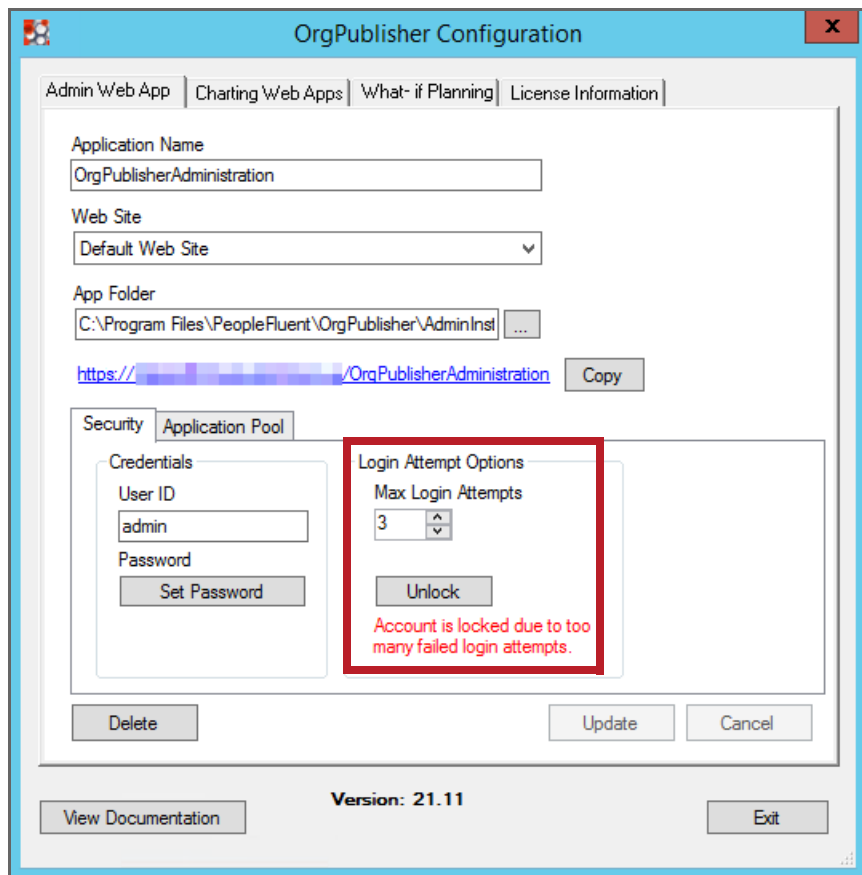 OrgPublisher Configuration
x
Admin Web App
Charting Web Apps
What- if Planning
License Information
Application Name
OrgPublisherAdministration
Web Site
Default Web Site
App Folder
C:\Program Files\PeopleFluent\OrgPublisher\AdminInst
...
https://
/OrgPublisherAdministration
Copy
Security
Application Pool
Credentials
User ID
admin
Password
Set Password
Login Attempt Options
Max Login Attempts
3
Unlock
Account is locked due to too
many failed login attempts.
Delete
Update
Cancel
Version: 21.11
View Documentation
Exit